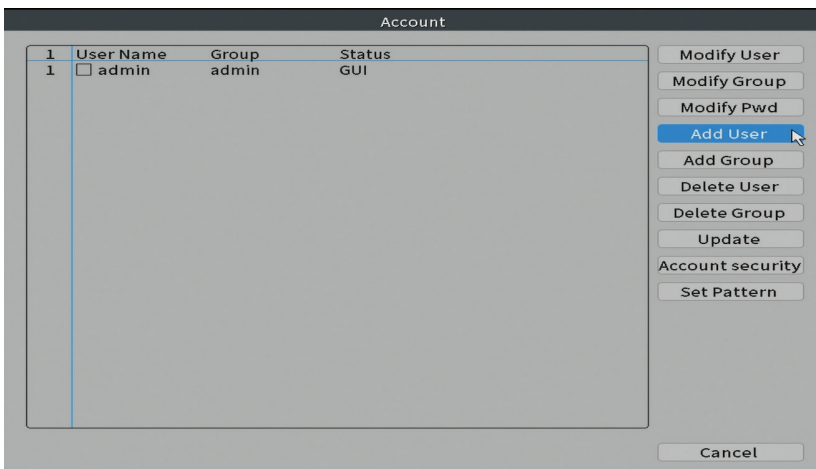 Account
1 User Name Group Status
1 admin admin GUI
Modify User
Modify Group
Modify Pwd
Add User
Add Group
Delete User
Delete Group
Update
Account security
Set Pattern
Cancel